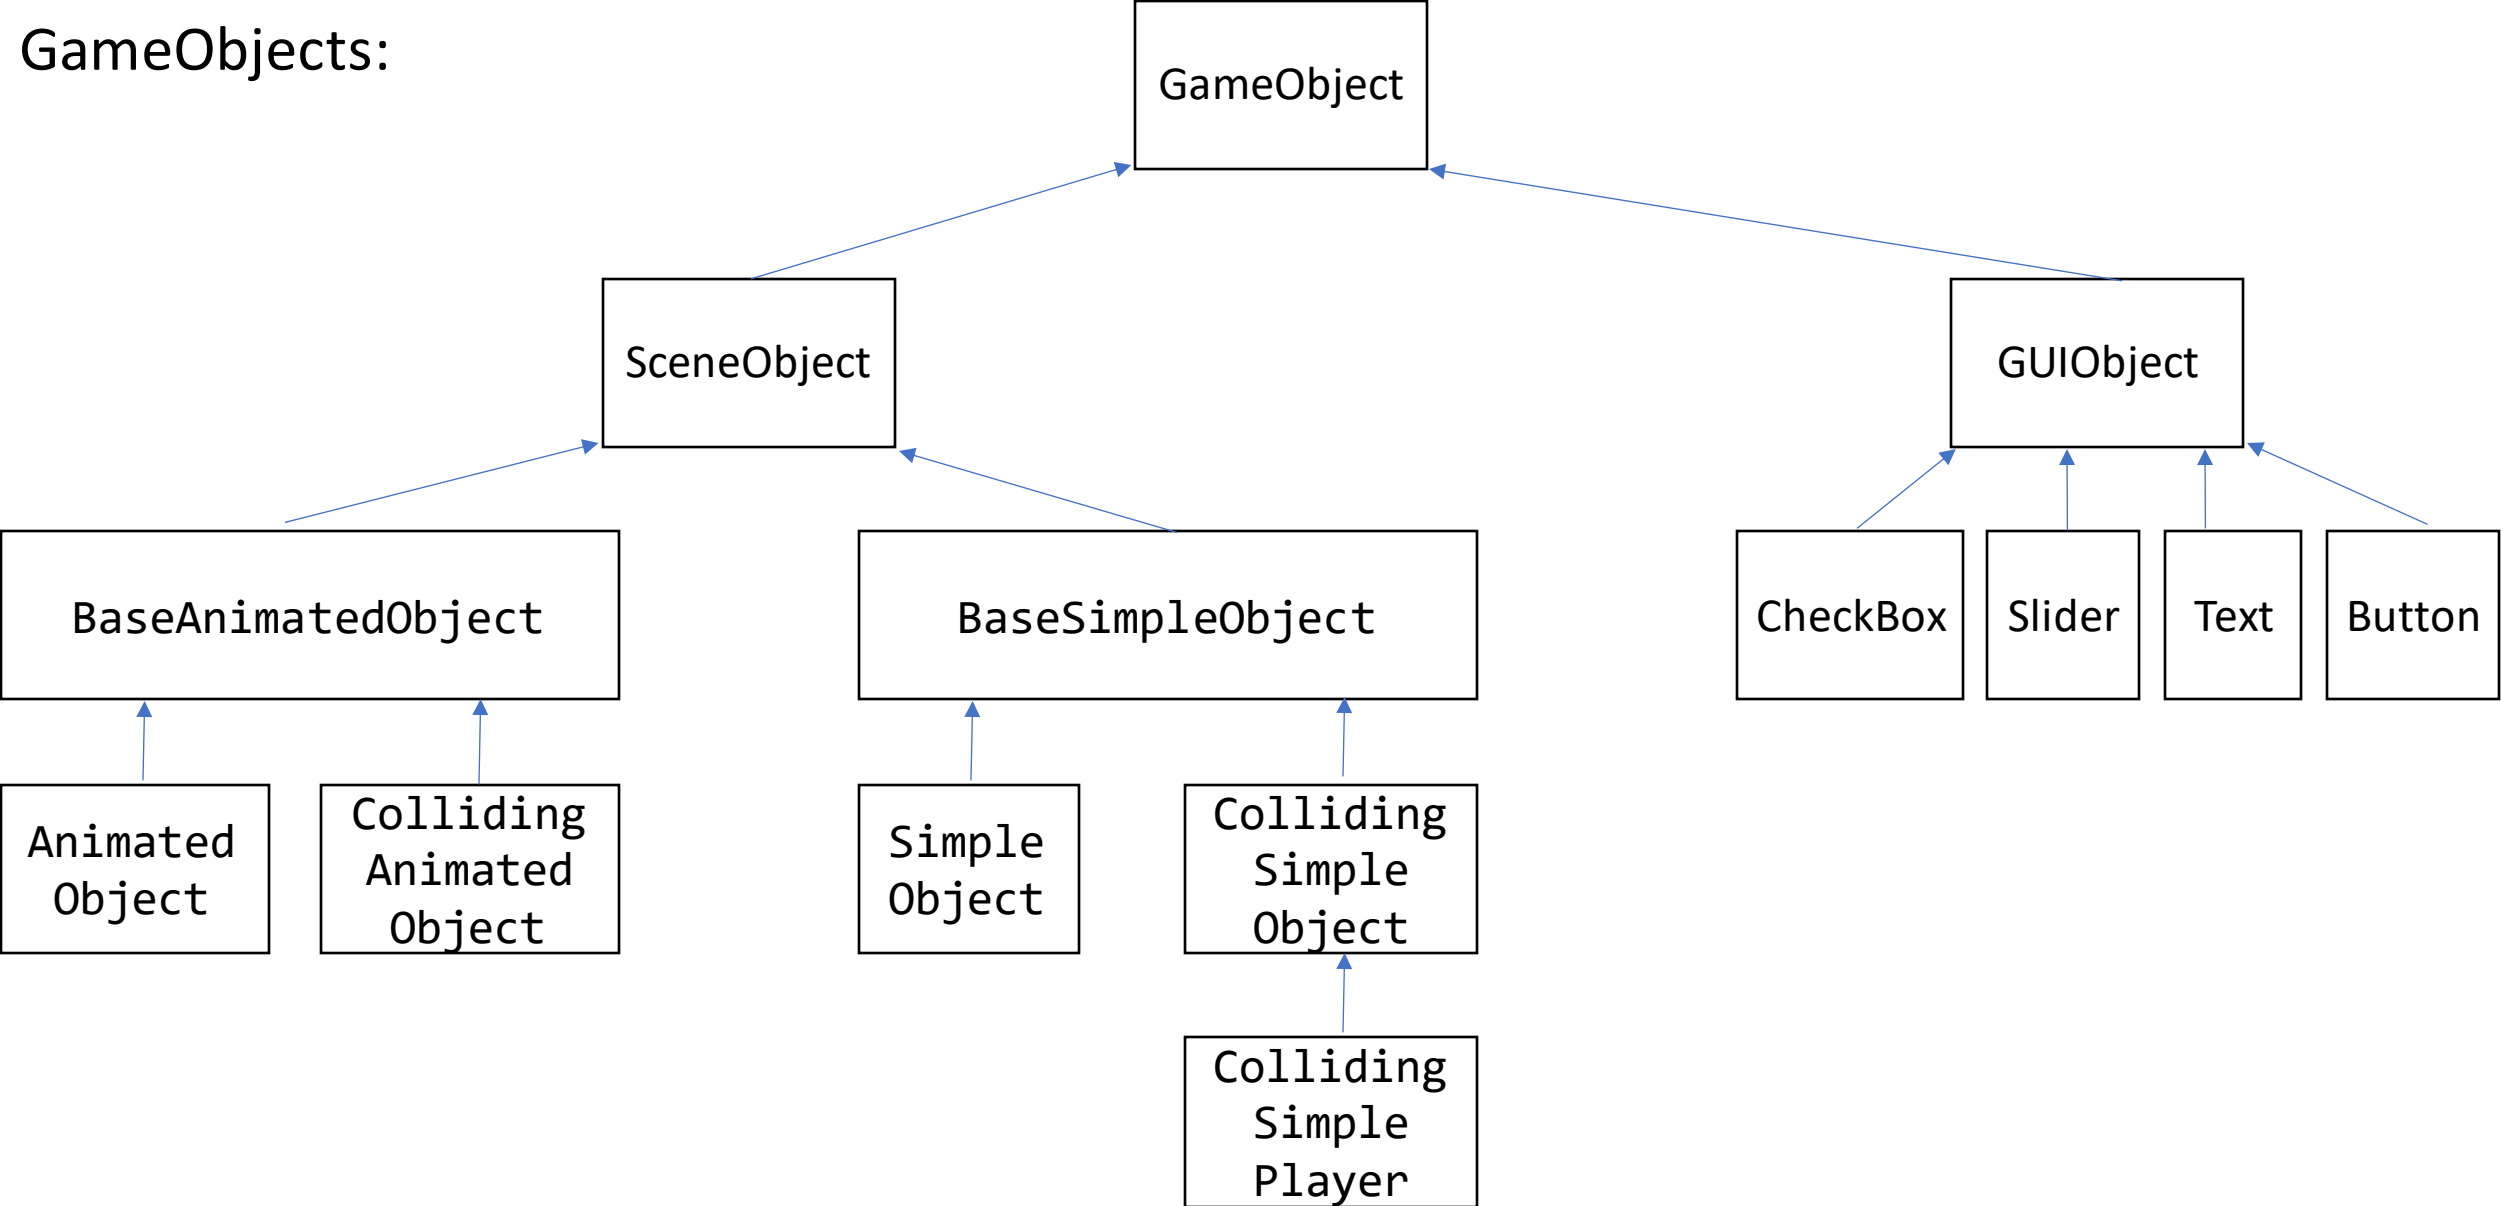 GameObjects:
GameObject
SceneObject
GUIObject
BaseAnimatedObject
BaseSimpleObject
CheckBox
Slider
Text
Button
Animated
Object
Colliding
Animated
Object
Simple
Object
Colliding
Simple
Object
Colliding
Simple
Player